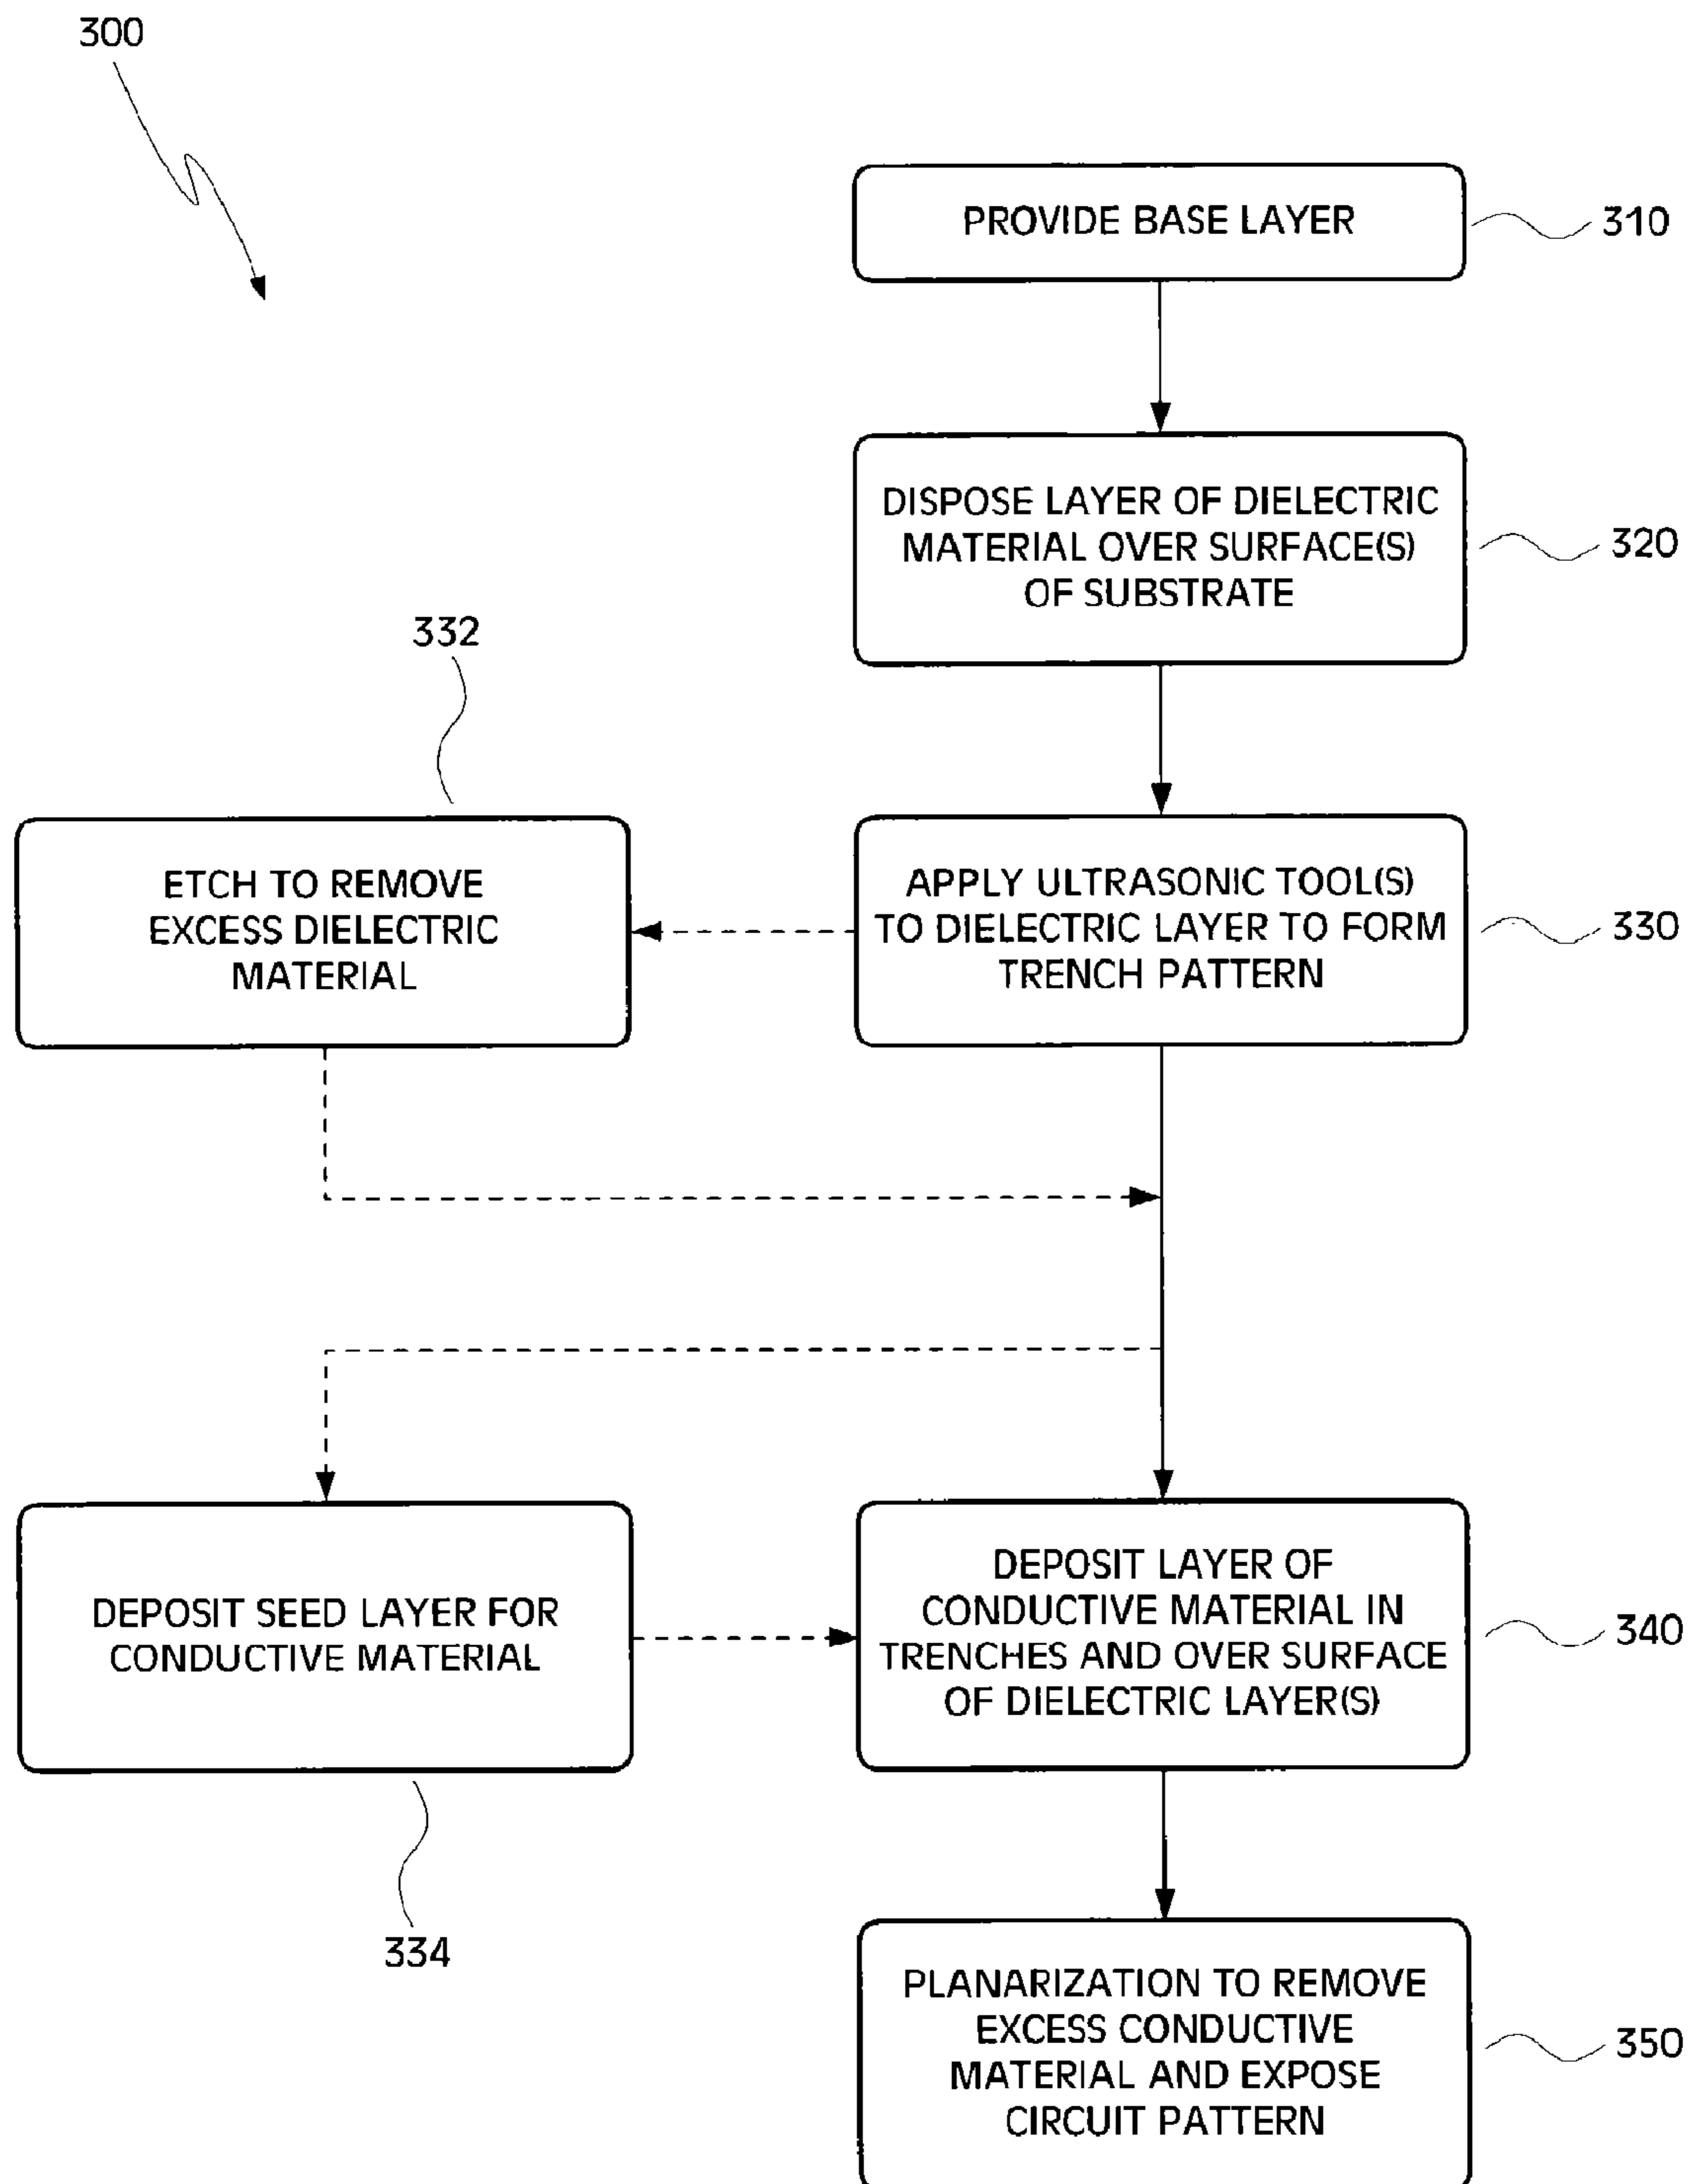 300
PROVIDE BASE LAYER
310
DISPOSE LAYER OF DIELECTRIC
MATERIAL OVER SURFACE(S)
OF SUBSTRATE
320
332
ETCH TO REMOVE
EXCESS DIELECTRIC
MATERIAL
APPLY ULTRASONIC TOOL(S)
TO DIELECTRIC LAYER TO FORM
TRENCH PATTERN
330
DEPOSIT SEED LAYER FOR
CONDUCTIVE MATERIAL
334
DEPOSIT LAYER OF
CONDUCTIVE MATERIAL IN
TRENCHES AND OVER SURFACE
OF DIELECTRIC LAYER(S)
340
PLANARIZATION TO REMOVE
EXCESS CONDUCTIVE
MATERIAL AND EXPOSE
CIRCUIT PATTERN
350